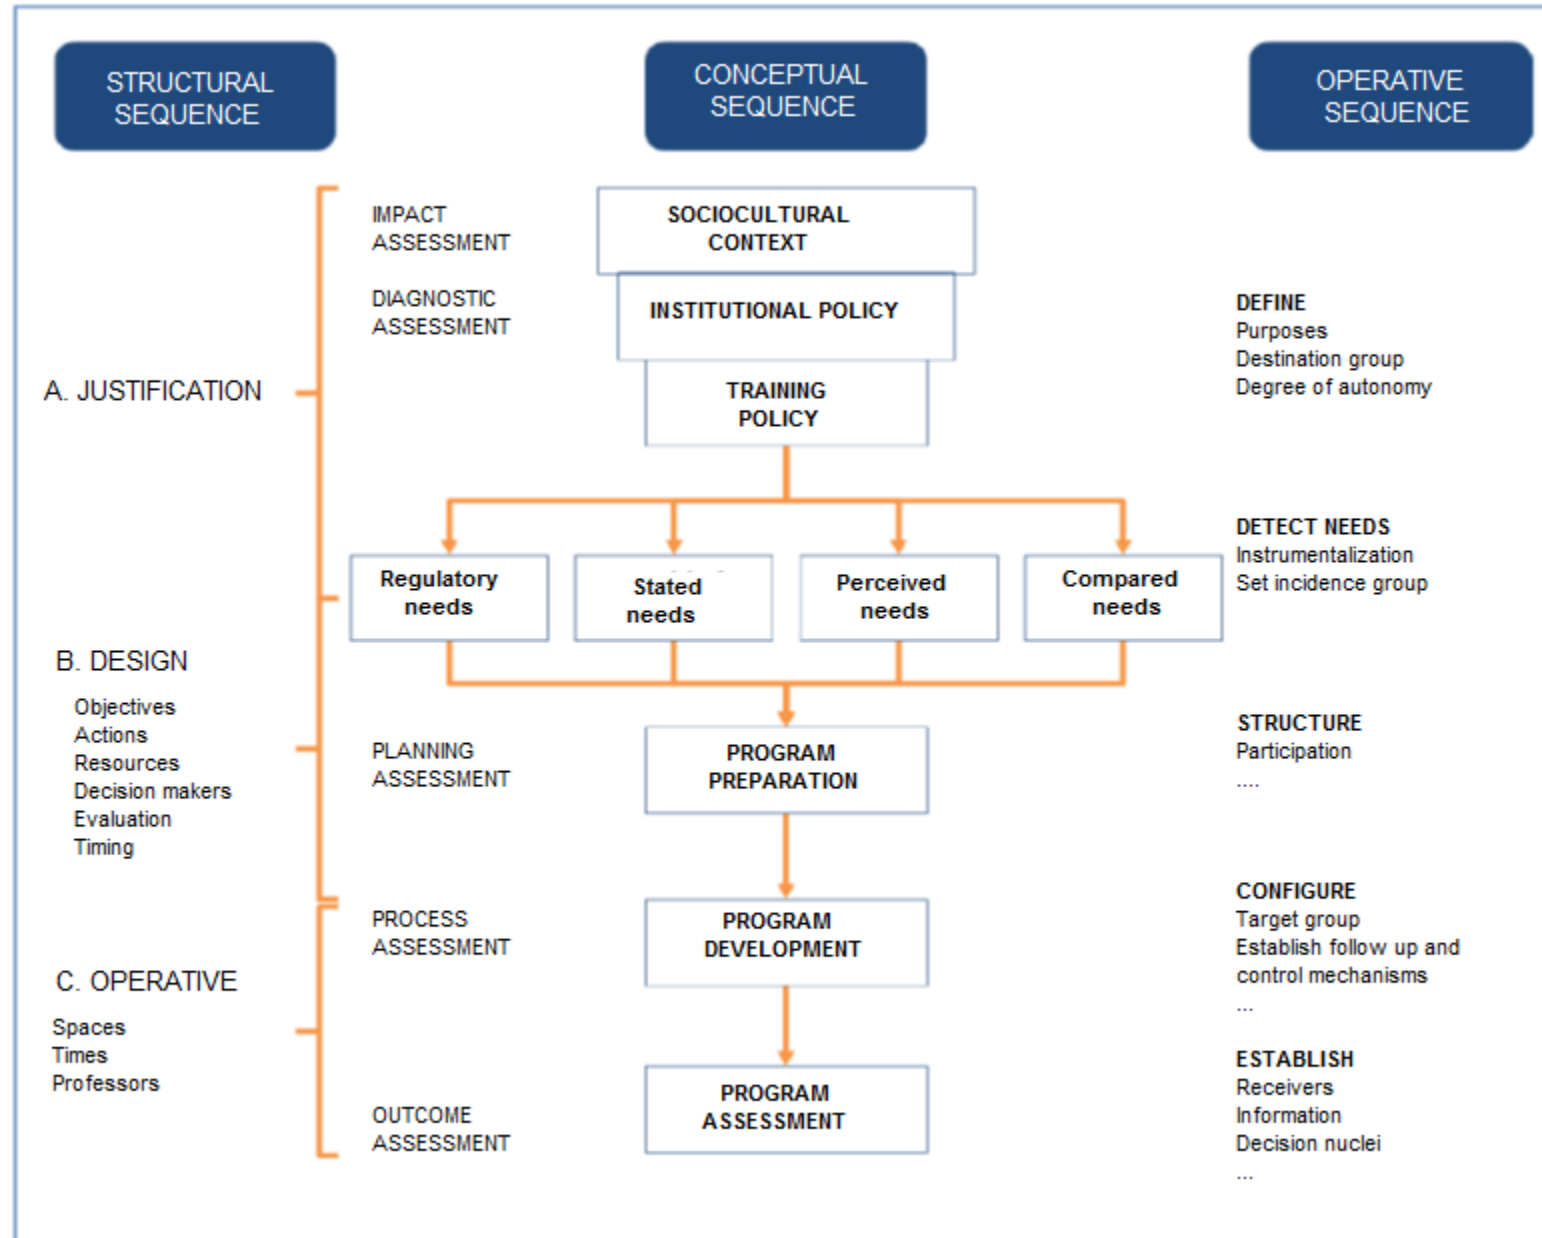 STRUCTURAL
SEQUENCE
CONCEPTUAL
SEQUENCE
OPERATIVE
SEQUENCE
IMPACT
ASSESSMENT
SOCIOCULTURAL
CONTEXT
DIAGNOSTIC
ASSESSMENT
INSTITUTIONAL POLICY
DEFINE
Purposes
Destination group
Degree of autonomy
A. JUSTIFICATION
TRAINING
POLICY
DETECT NEEDS
Instrumentalization
Set incidence group
Regulatory
needs
Stated
needs
Perceived
needs
Compared
needs
B. DESIGN
Objectives
Actions
Resources
Decision makers
Evaluation
Timing
PLANNING
ASSESSMENT
PROGRAM
PREPARATION
STRUCTURE
Participation
....
PROCESS
ASSESSMENT
PROGRAM
DEVELOPMENT
CONFIGURE
Target group
Establish follow up and
control mechanisms
...
C. OPERATIVE
Spaces
Times
Professors
OUTCOME
ASSESSMENT
PROGRAM
ASSESSMENT
ESTABLISH
Receivers
Information
Decision nuclei
...